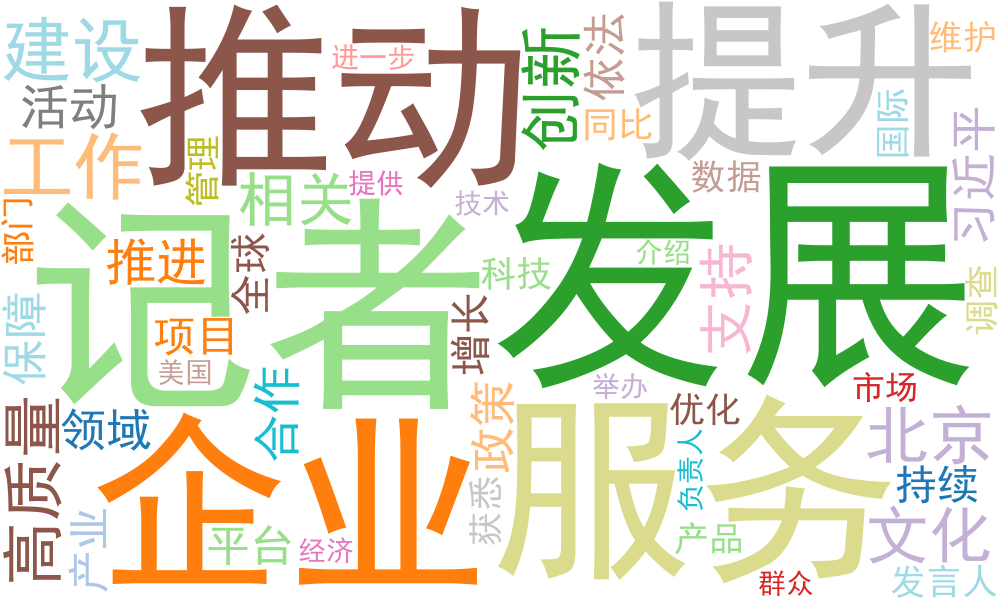 建设
推动
进一步
创新
依法
提升
维护
活动
同比
国际
习近平
工作
管理
相关
提供
技术
数据
部门
记者
发展
推进
全球
科技
介绍
支持
调查
保障
项目
增长
美国
合作
举办
市场
高质量
领域
企业
政策
服务
优化
北京
负责人
持续
产业
平台
经济
获悉
产品
文化
群众
发言人